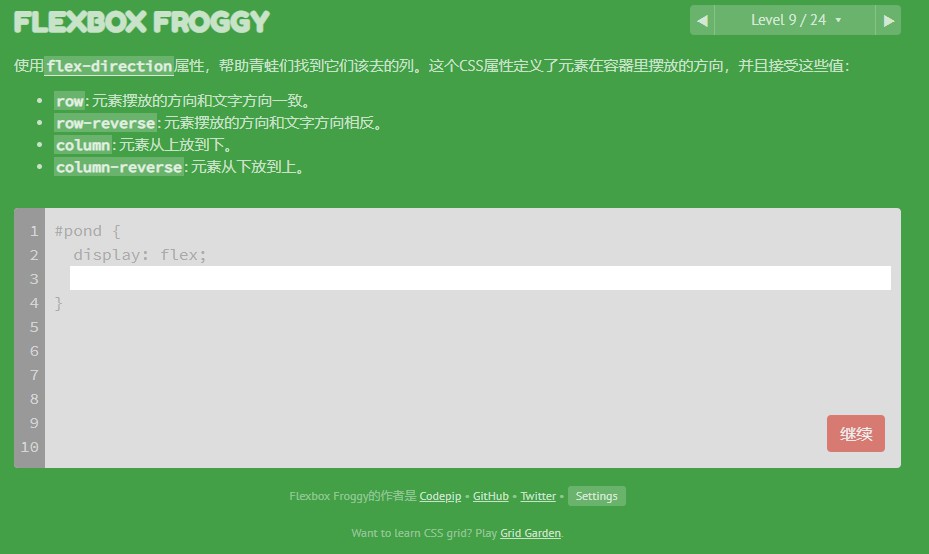 FLEXBOX FROGGY
◀ Level 9 / 24 ▾ ▶
使用flex-direction属性，帮助青蛙们找到它们该去的列。这个CSS属性定义了元素在容器里摆放的方向，并且接受这些值：
• row: 元素摆放的方向和文字方向一致。
• row-reverse: 元素摆放的方向和文字方向相反。
• column: 元素从上放到下。
• column-reverse: 元素从下放到上。
1 #pond {
2 display: flex;
3
4 }
5
6
7
8
9
10
继续
Flexbox Froggy的作者是 Codepip • GitHub • Twitter • Settings
Want to learn CSS grid? Play Grid Garden.